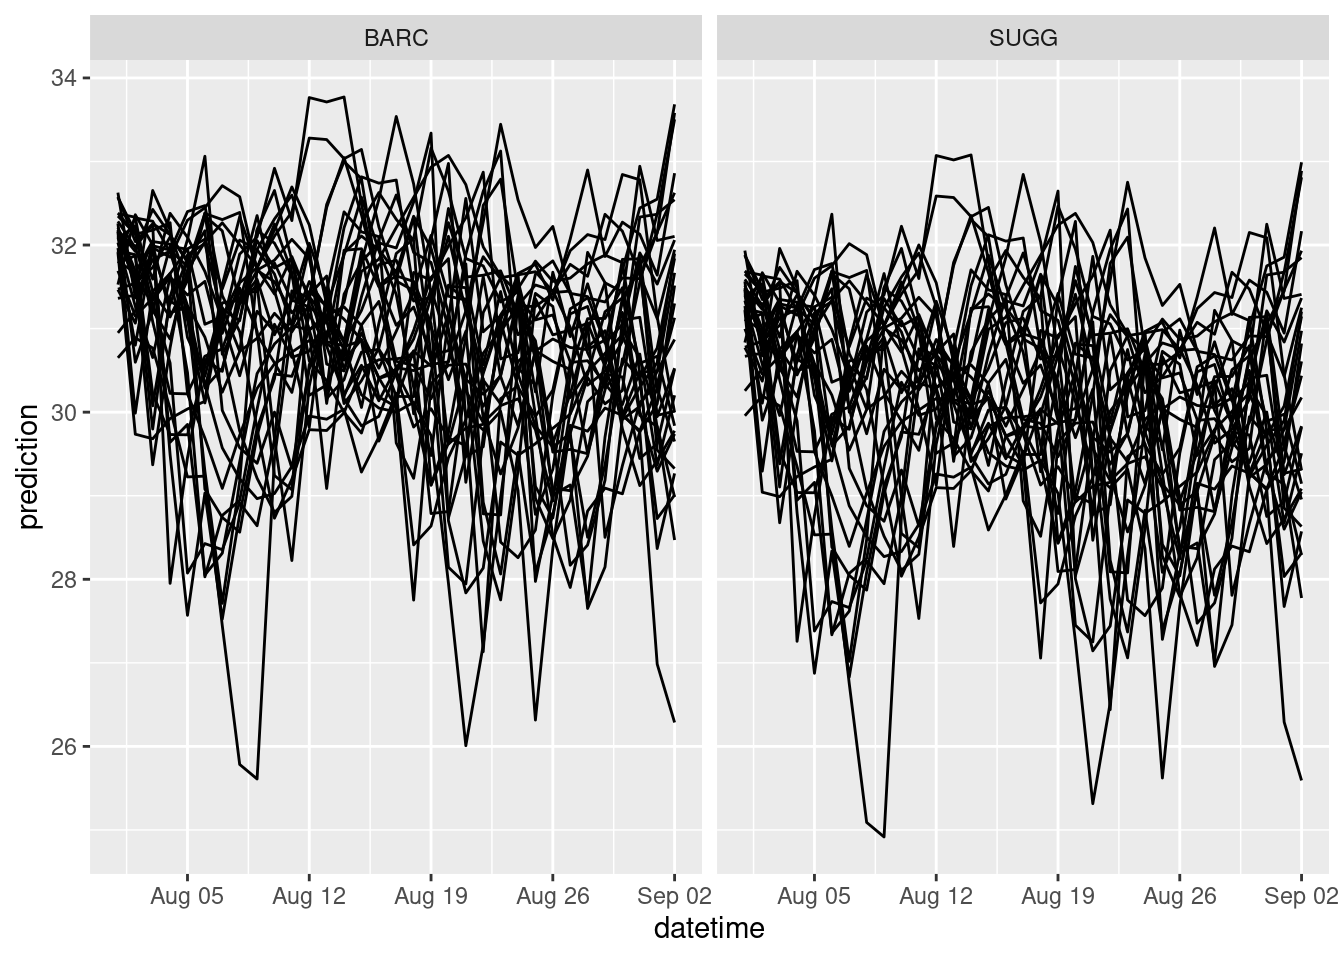 BARC
SUGG
34
32
30
28
26
prediction
Aug 05
Aug 12
Aug 19
Aug 26
Sep 02
Aug 05
Aug 12
Aug 19
Aug 26
Sep 02
datetime